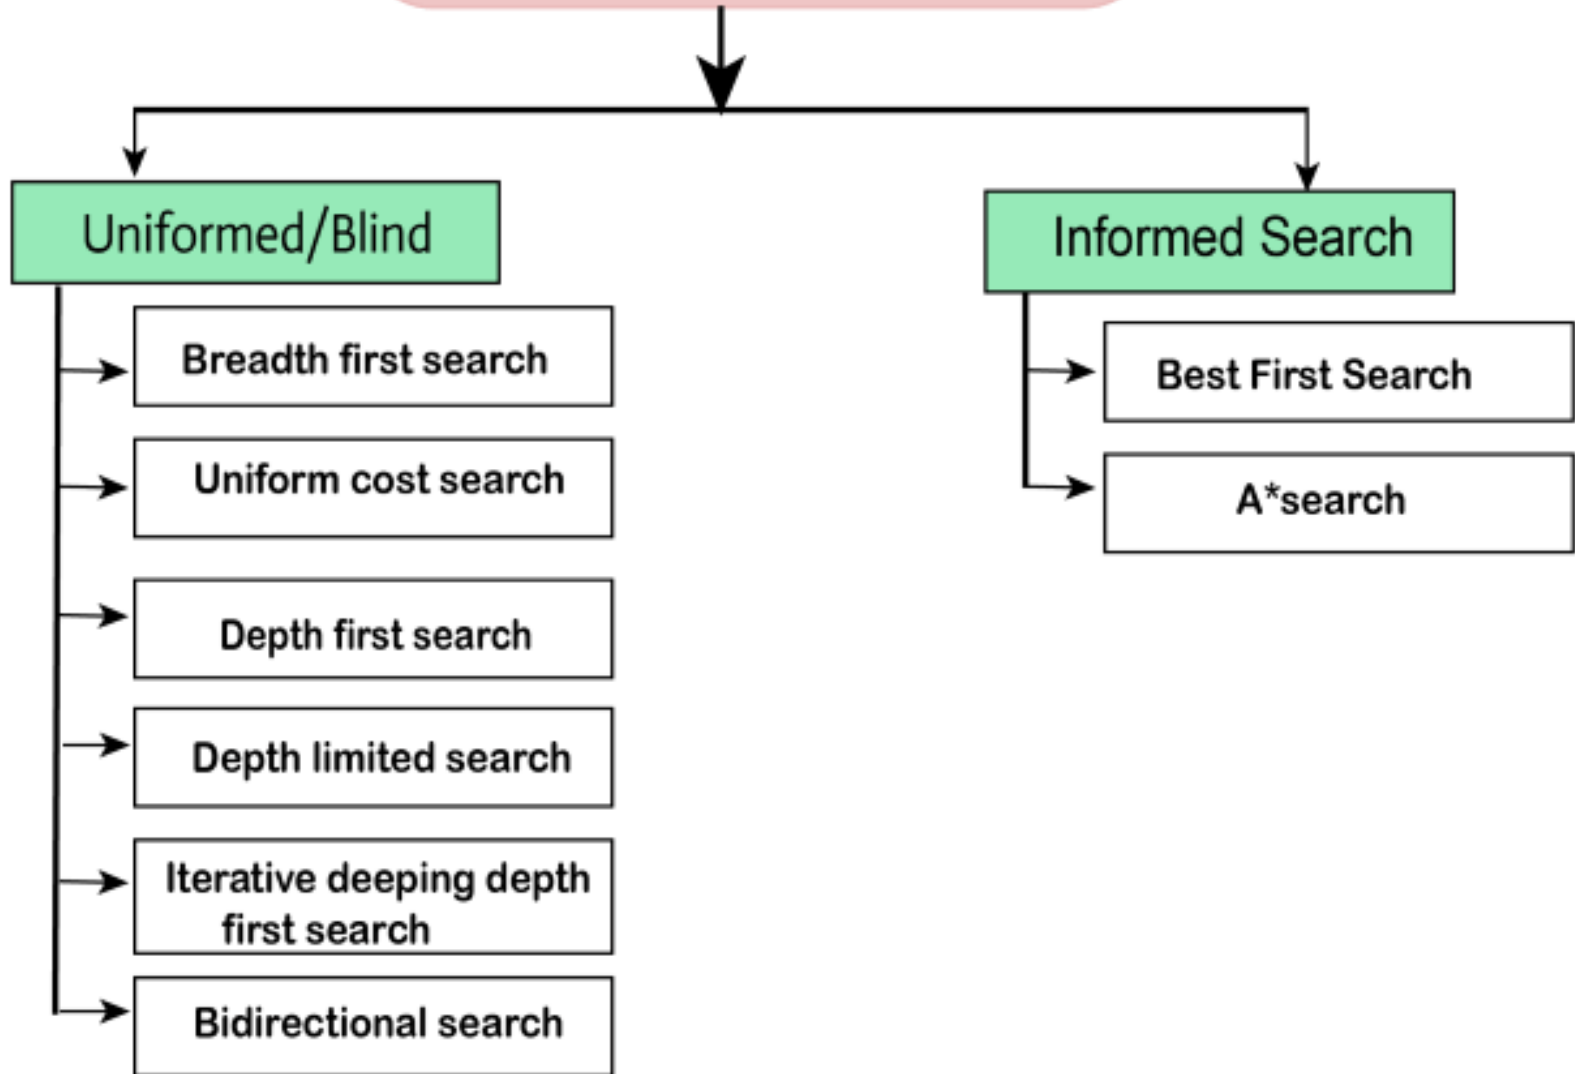 Uniformed/Blind
Breadth first search
Uniform cost search
Depth first search
Depth limited search
Iterative deeping depth
first search
Bidirectional search
Informed Search
Best First Search
A*search